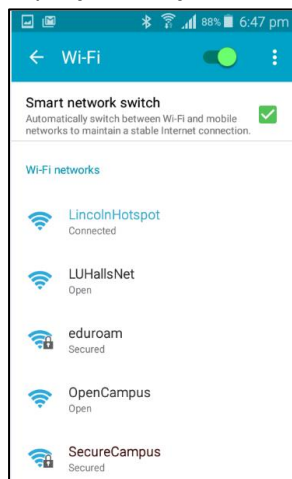 88% 6:47 pm
Wi-Fi
Smart network switch
Automatically switch between Wi-Fi and mobile
networks to maintain a stable Internet connection.
Wi-Fi networks
LincolnHotspot
Connected
LUHallsNet
Open
eduroam
Secured
OpenCampus
Open
SecureCampus
Secured